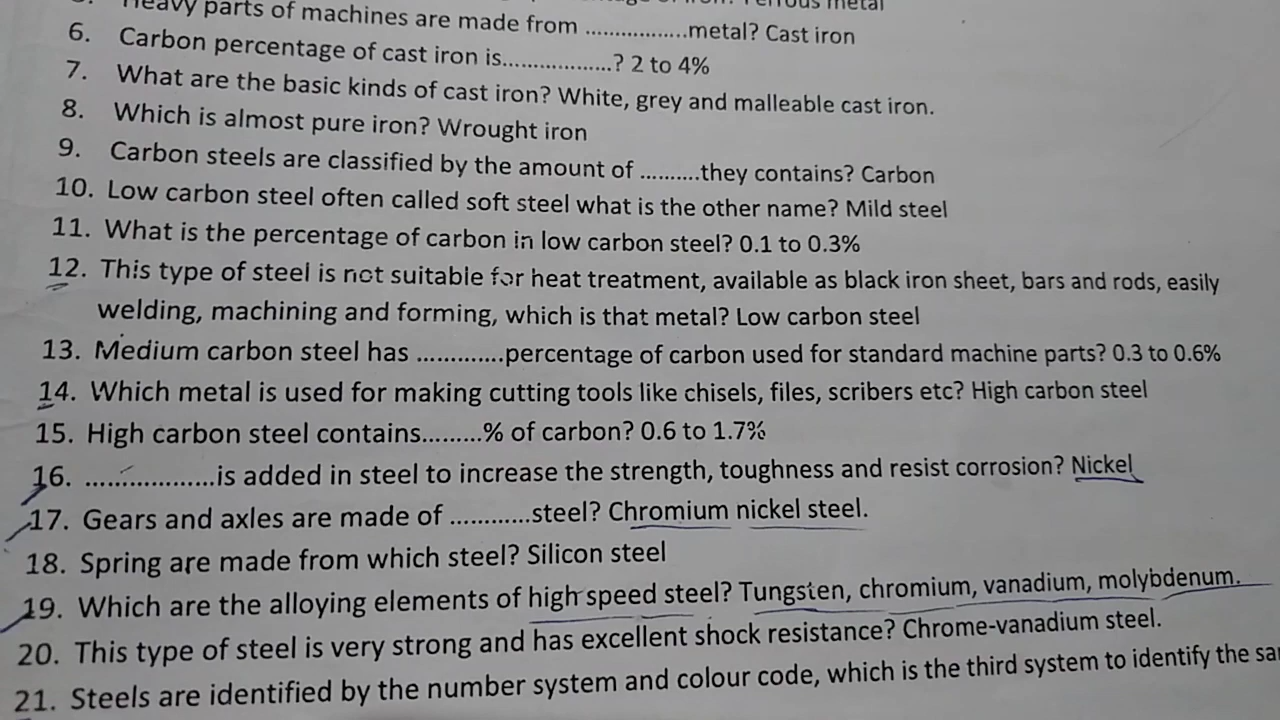 Heavy parts of machines are made from .................metal? Cast iron
6. Carbon percentage of cast iron is..................? 2 to 4%
7. What are the basic kinds of cast iron? White, grey and malleable cast iron.
8. Which is almost pure iron? Wrought iron
9. Carbon steels are classified by the amount of ..........they contains? Carbon
10. Low carbon steel often called soft steel what is the other name? Mild steel
11. What is the percentage of carbon in low carbon steel? 0.1 to 0.3%
12. This type of steel is not suitable for heat treatment, available as black iron sheet, bars and rods, easily
welding, machining and forming, which is that metal? Low carbon steel
13. Medium carbon steel has .............percentage of carbon used for standard machine parts? 0.3 to 0.6%
14. Which metal is used for making cutting tools like chisels, files, scribers etc? High carbon steel
15. High carbon steel contains.........% of carbon? 0.6 to 1.7%
16. ...................is added in steel to increase the strength, toughness and resist corrosion? Nickel
17. Gears and axles are made of ............steel? Chromium nickel steel.
18. Spring are made from which steel? Silicon steel
19. Which are the alloying elements of high speed steel? Tungsten, chromium, vanadium, molybdenum.
20. This type of steel is very strong and has excellent shock resistance? Chrome-vanadium steel.
21. Steels are identified by the number system and colour code, which is the third system to identify the